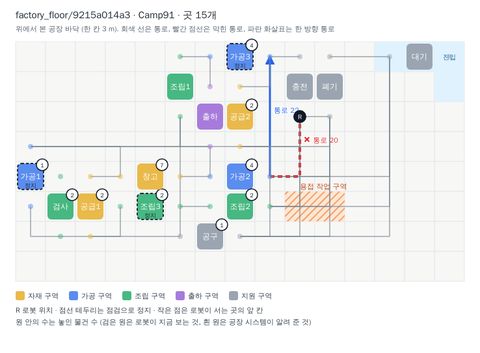 factory_floor/9215a014a3 · Camp91 · 곳 15개
위에서 본 공장 바닥 (한 칸 3 m). 회색 선은 통로, 빨간 점선은 막힌 통로, 파란 화살표는 한 방향 통로
가공3
4
정지
대기
진입
조립1
충전
폐기
출하
공급2
2
통로 22
R
✕ 통로 20
가공1
1
정지
창고
7
가공2
4
용접 작업 구역
검사
2
공급1
2
조립3
2
정지
조립2
2
공구
1
자재 구역
가공 구역
조립 구역
출하 구역
지원 구역
R 로봇 위치 · 점선 테두리는 점검으로 정지 · 작은 점은 로봇이 서는 곳의 앞 칸
원 안의 수는 놓인 물건 수 (검은 원은 로봇이 지금 보는 것, 흰 원은 공장 시스템이 알려 준 것)